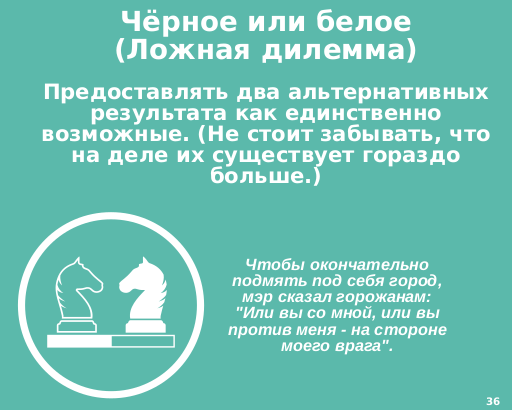 Чёрное или белое
(Ложная дилемма)
Предоставлять два альтернативных
результата как единственно
возможные. (Не стоит забывать, что
на деле их существует гораздо
больше.)
Чтобы окончательно
подмять под себя город,
мэр сказал горожанам:
"Или вы со мной, или вы
против меня - на стороне
моего врага".
36